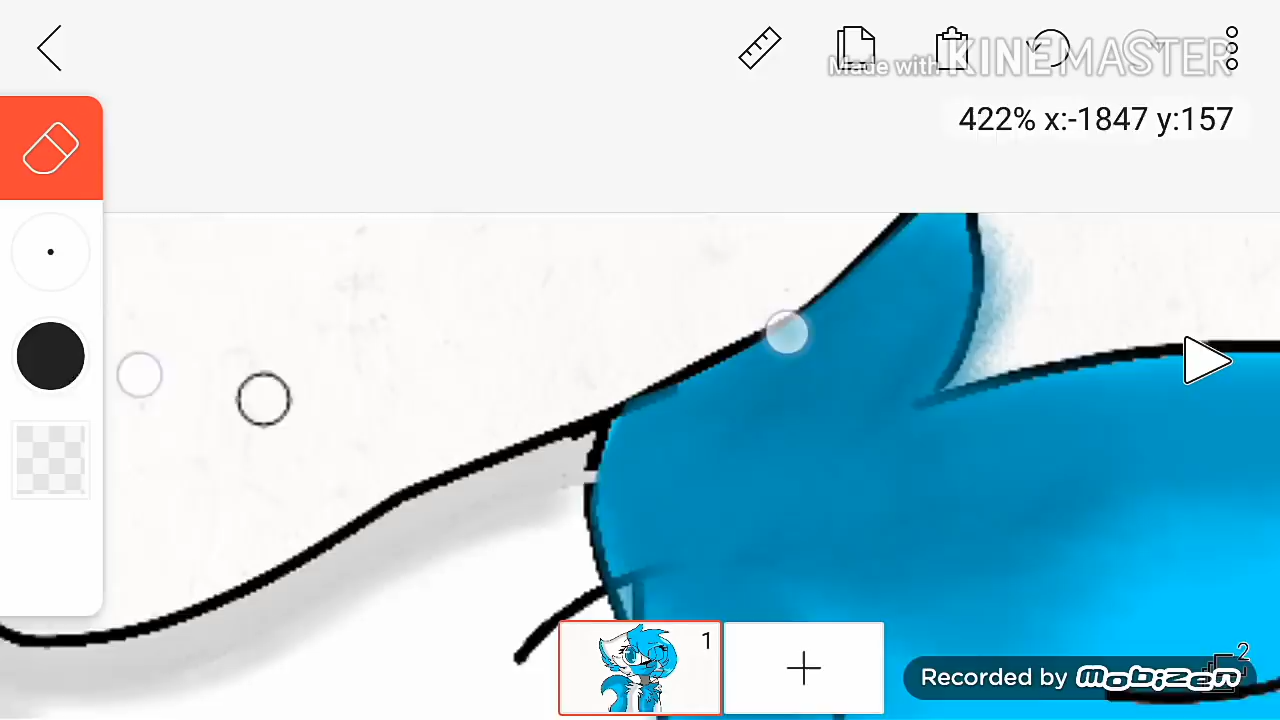 Made with KINEMASTER
422% x:-1847 y:157
1
2
Recorded by mobizen